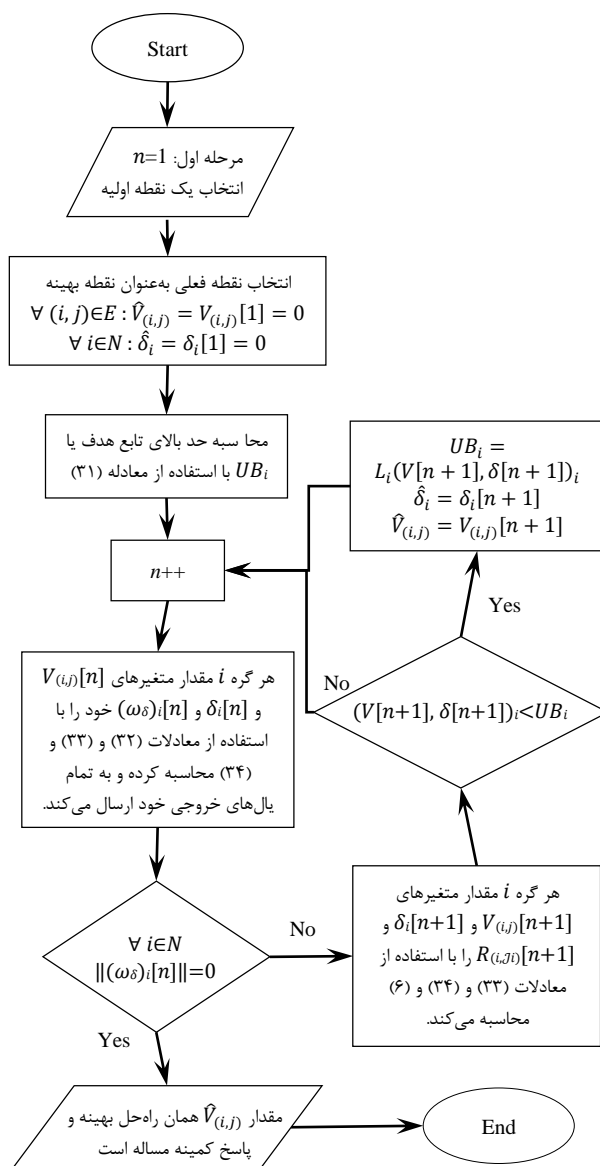 Start
مرحله اول: n=1
انتخاب یک نقطه اولیه
انتخاب نقطه فعلی به‌عنوان نقطه بهینه
∀ (i, j)∈E : V̂(i,j) = V(i,j)[1] = 0
∀ i∈N : δ̂i = δi[1] = 0
محا سبه حد بالای تابع هدف یا
UBi با استفاده از معادله (۳۱)
n++
هر گره i مقدار متغیرهای V(i,j)[n]
و δi[n] و (ωδ)i[n] خود را با
استفاده از معادلات (۳۲) و (۳۳) و
(۳۴) محاسبه کرده و به تمام
یال‌های خروجی خود ارسال می‌کند.
∀ i∈N
‖(ωδ)i[n]‖=0
No
Yes
هر گره i مقدار متغیرهای
V(i,j)[n+1] و δi[n+1] و
R(i,Ji)[n+1] را با استفاده از
معادلات (۳۳) و (۳۴) و (۶)
محاسبه می‌کند.
(V[n+1], δ[n+1])i<UBi
No
Yes
UBi =
Li(V[n + 1], δ[n + 1])i
δ̂i = δi[n + 1]
V̂(i,j) = V(i,j)[n + 1]
مقدار V̂(i,j) همان راه‌حل بهینه و
پاسخ کمینه مساله است
End